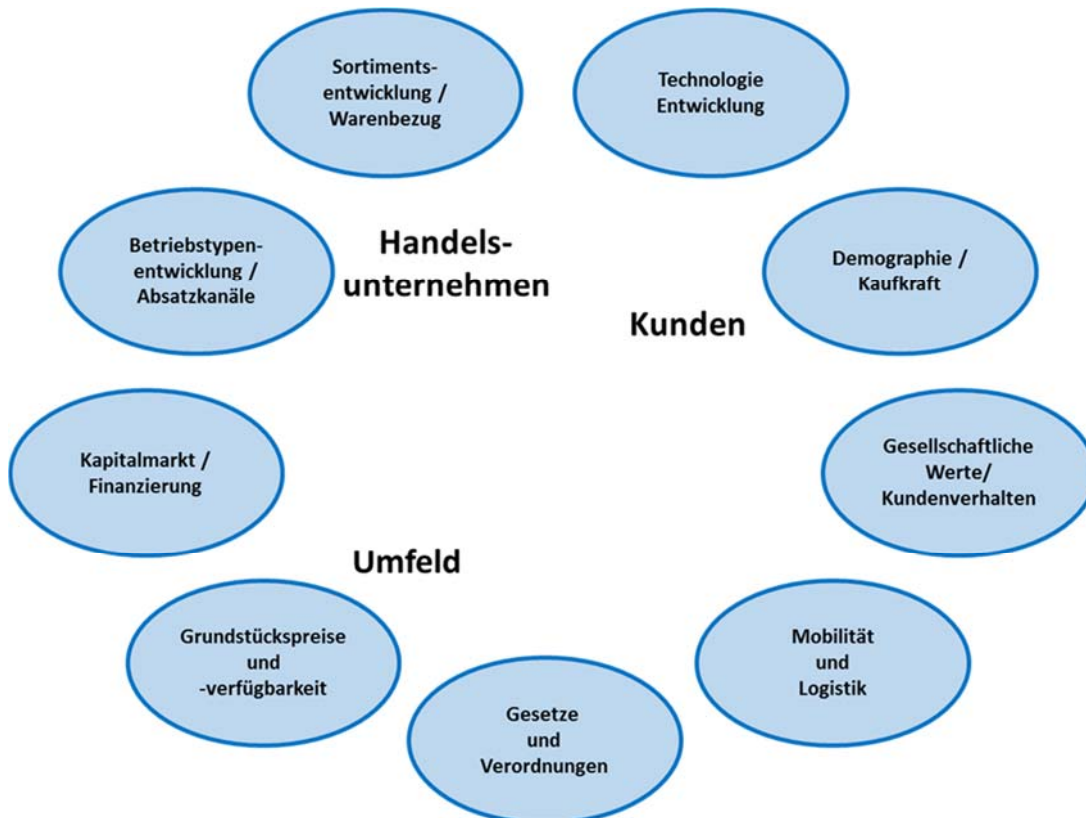 Sortiments-
entwicklung /
Warenbezug
Technologie
Entwicklung
Betriebstypen-
entwicklung /
Absatzkanäle
Handels-
unternehmen
Demographie /
Kaufkraft
Kunden
Kapitalmarkt /
Finanzierung
Gesellschaftliche
Werte/
Kundenverhalten
Umfeld
Grundstückspreise
und
-verfügbarkeit
Mobilität
und
Logistik
Gesetze
und
Verordnungen